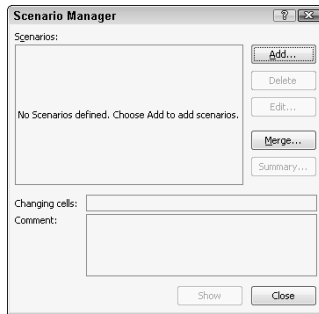 Scenario Manager
Scenarios:
Add...
Delete
Edit...
No Scenarios defined. Choose Add to add scenarios.
Merge...
Summary...
Changing cells:
Comment:
Show
Close